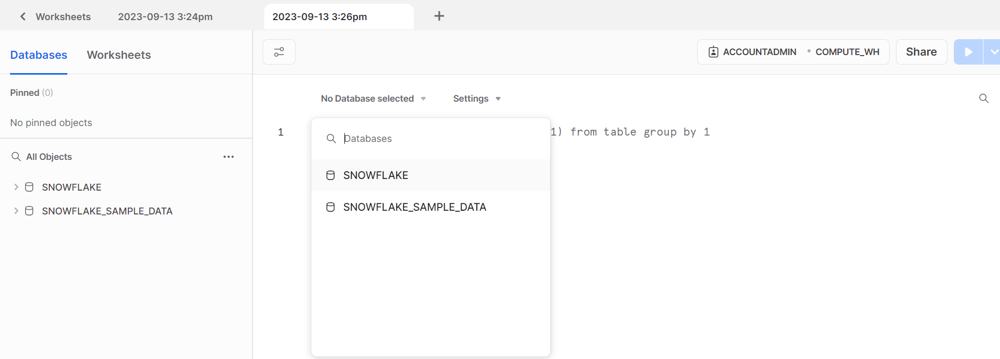 Worksheets
2023-09-13 3:24pm
2023-09-13 3:26pm
Databases
Worksheets
ACCOUNTADMIN
COMPUTE_WH
Share
Pinned (0)
No pinned objects
All Objects
SNOWFLAKE
SNOWFLAKE_SAMPLE_DATA
No Database selected
Settings
1
1) from table group by 1
Databases
SNOWFLAKE
SNOWFLAKE_SAMPLE_DATA